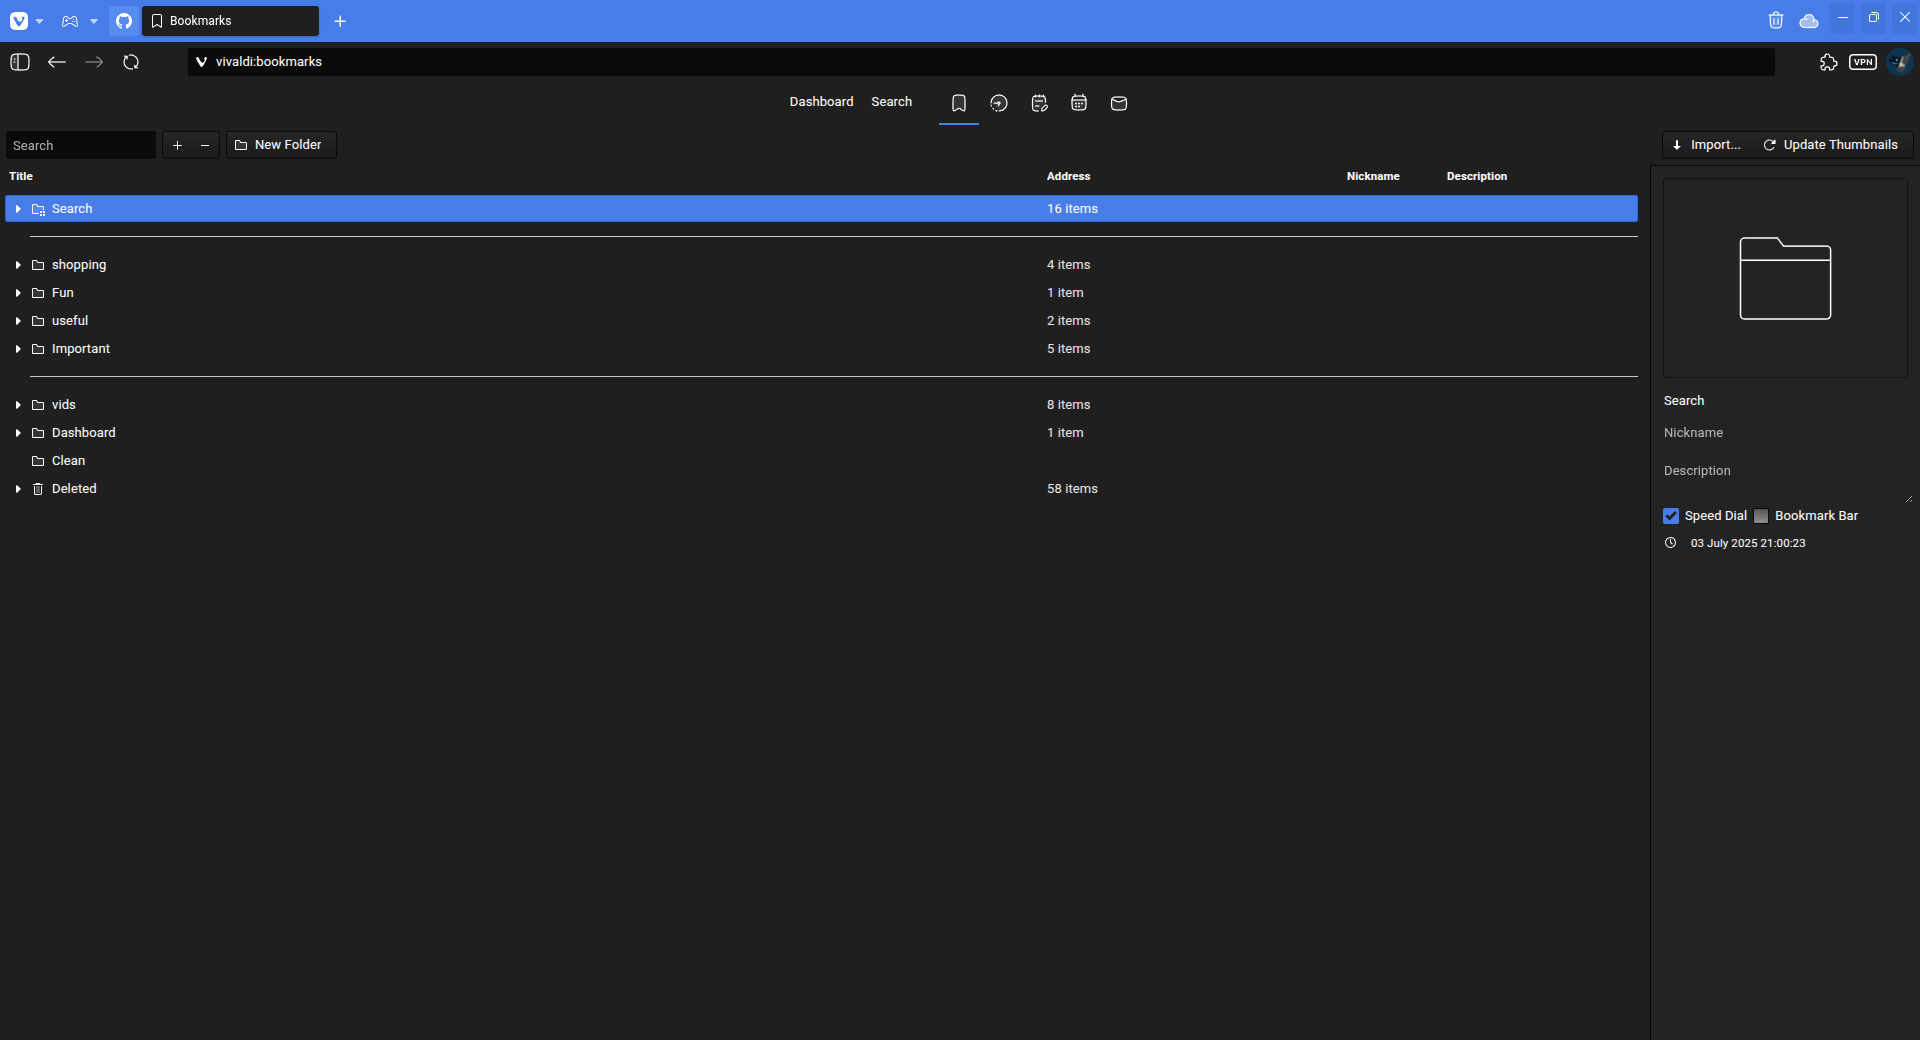 Bookmarks
vivaldi:bookmarks
VPN
Dashboard Search
Search New Folder Import... Update Thumbnails
Title Address Nickname Description
Search 16 items
shopping 4 items
Fun 1 item
useful 2 items
Important 5 items
vids 8 items
Dashboard 1 item
Clean
Deleted 58 items
Search
Nickname
Description
Speed Dial Bookmark Bar
03 July 2025 21:00:23